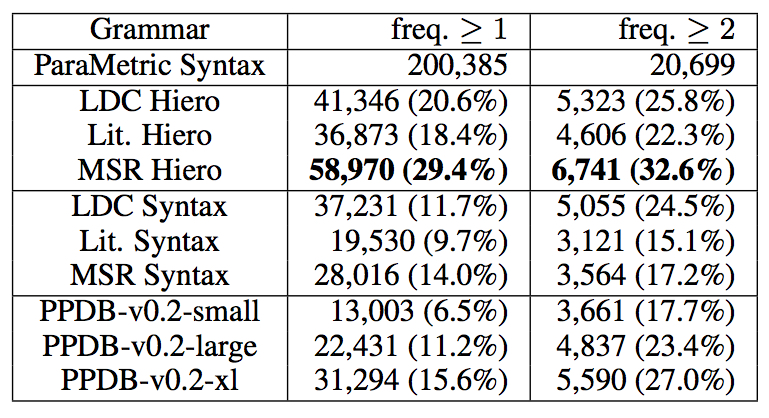 Grammar freq. ≥ 1 freq. ≥ 2
ParaMetric Syntax 200,385 20,699
LDC Hiero 41,346 (20.6%) 5,323 (25.8%)
Lit. Hiero 36,873 (18.4%) 4,606 (22.3%)
MSR Hiero 58,970 (29.4%) 6,741 (32.6%)
LDC Syntax 37,231 (11.7%) 5,055 (24.5%)
Lit. Syntax 19,530 (9.7%) 3,121 (15.1%)
MSR Syntax 28,016 (14.0%) 3,564 (17.2%)
PPDB-v0.2-small 13,003 (6.5%) 3,661 (17.7%)
PPDB-v0.2-large 22,431 (11.2%) 4,837 (23.4%)
PPDB-v0.2-xl 31,294 (15.6%) 5,590 (27.0%)